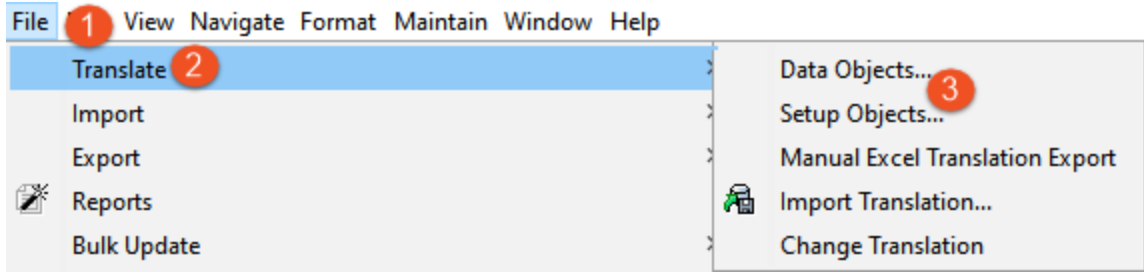 File 1 View Navigate Format Maintain Window Help
Translate 2 Data Objects...
3
Import Setup Objects...
Export Manual Excel Translation Export
Reports Import Translation...
Bulk Update Change Translation